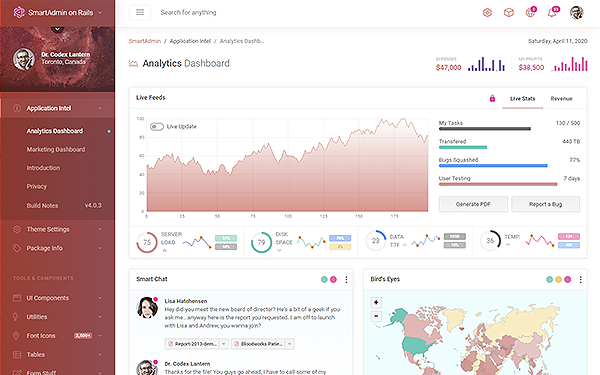 SmartAdmin on Rails
Search for anything
Dr. Codex Lantern
Toronto, Canada
Application Intel
Analytics Dashboard
Marketing Dashboard
Introduction
Privacy
Build Notes v4.0.3
Theme Settings
Package Info
TOOLS & COMPONENTS
UI Components
Utilities
Font Icons 2,500+
Tables
Form Stuff
SmartAdmin / Application Intel / Analytics Dashb...
Saturday, April 11, 2020
Analytics Dashboard
EXPENSES
$47,000
MY PROFITS
$38,500
Live Feeds
Live Stats
Revenue
Live Update
100
80
60
40
20
0
0 25 50 75 100 125 150 175
My Tasks 130 / 500
Transfered 440 TB
Bugs Squashed 77%
User Testing 7 days
Generate PDF
Report a Bug
75
SERVER
LOAD
79
DISK
SPACE
23
DATA
TTF
36
TEMP.
Smart Chat
Lisa Hatchensen
Hey did you meet the new board of director? He's a bit of a geek if you
ask me.. anyway here is the report you requested. I am off to launch
with Lisa and Andrew, you wanna join?
Report-2013-dem...
Bloodworks Patie...
Dr. Codex Lantern
Thanks for the file! You guys go ahead, I have to call some of my
Bird's Eyes
+
−